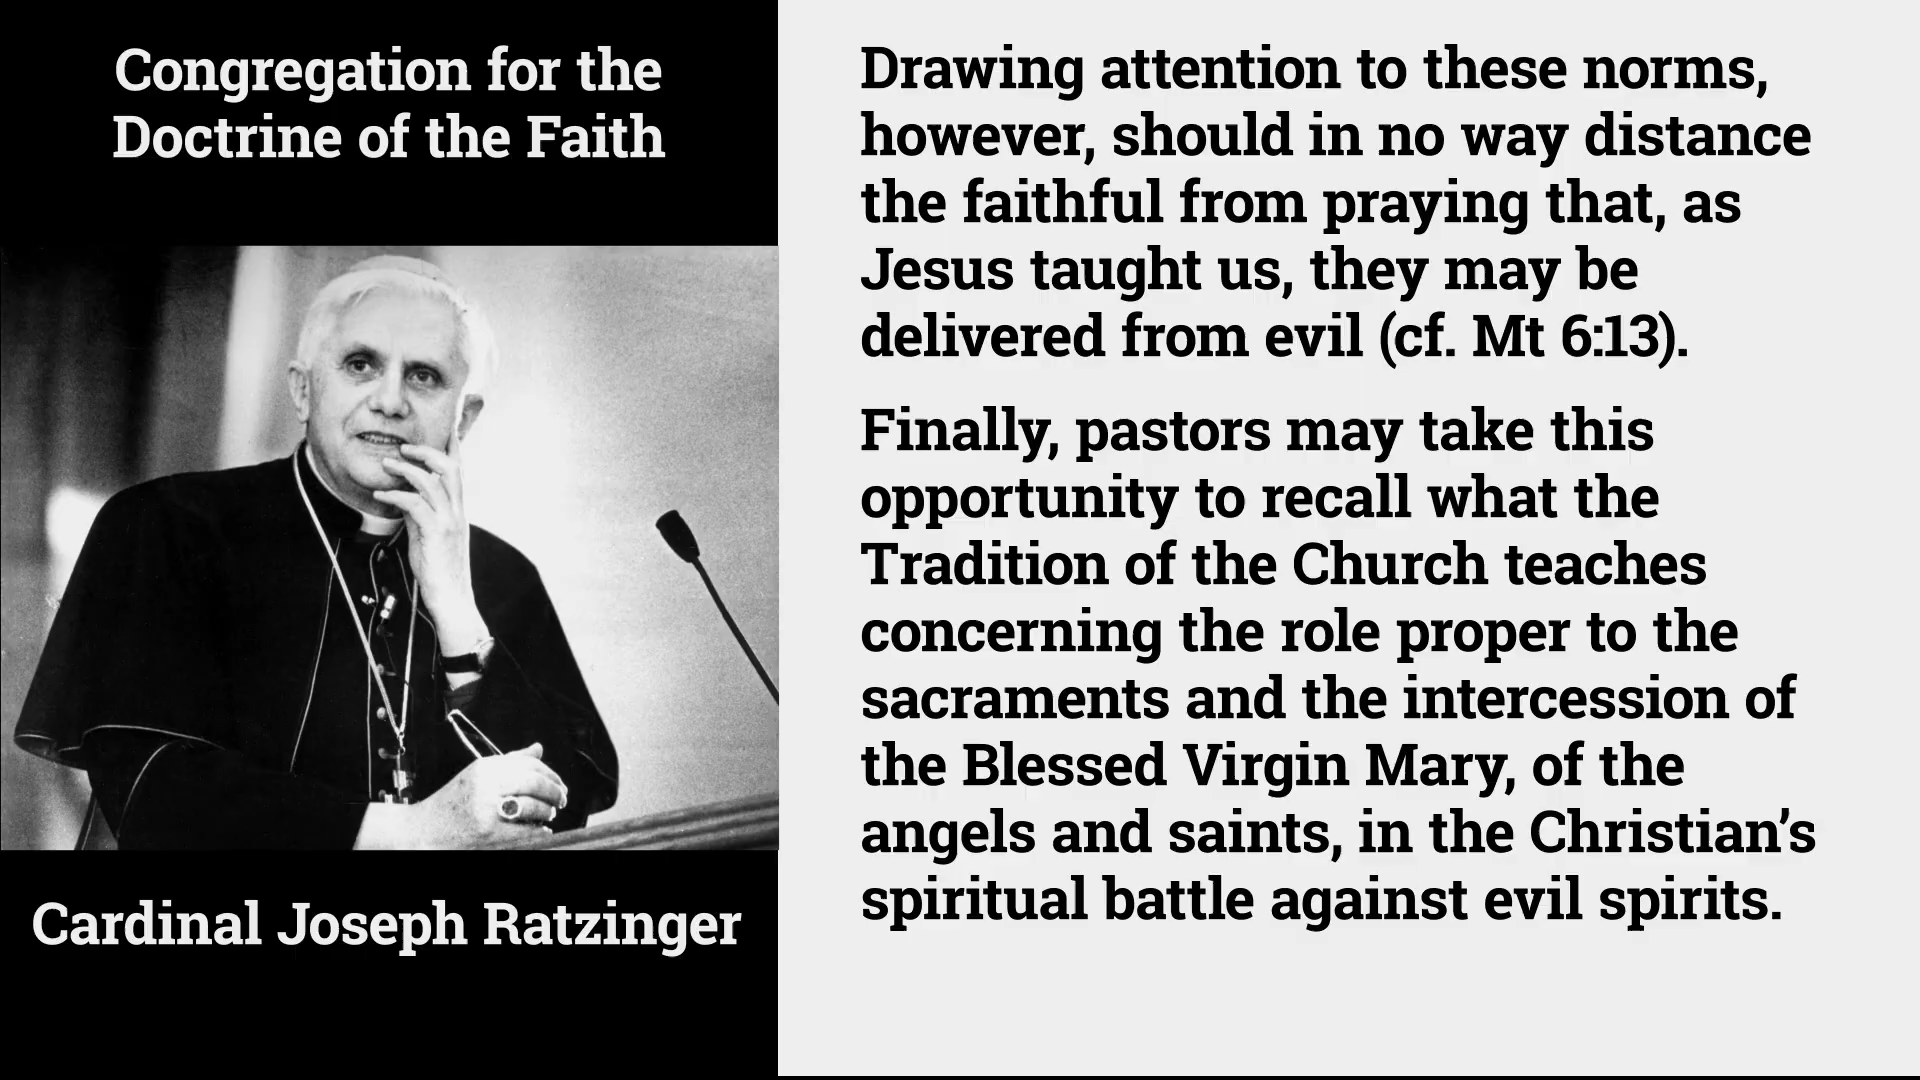 Congregation for the
Doctrine of the Faith
Cardinal Joseph Ratzinger
Drawing attention to these norms,
however, should in no way distance
the faithful from praying that, as
Jesus taught us, they may be
delivered from evil (cf. Mt 6:13).
Finally, pastors may take this
opportunity to recall what the
Tradition of the Church teaches
concerning the role proper to the
sacraments and the intercession of
the Blessed Virgin Mary, of the
angels and saints, in the Christian’s
spiritual battle against evil spirits.